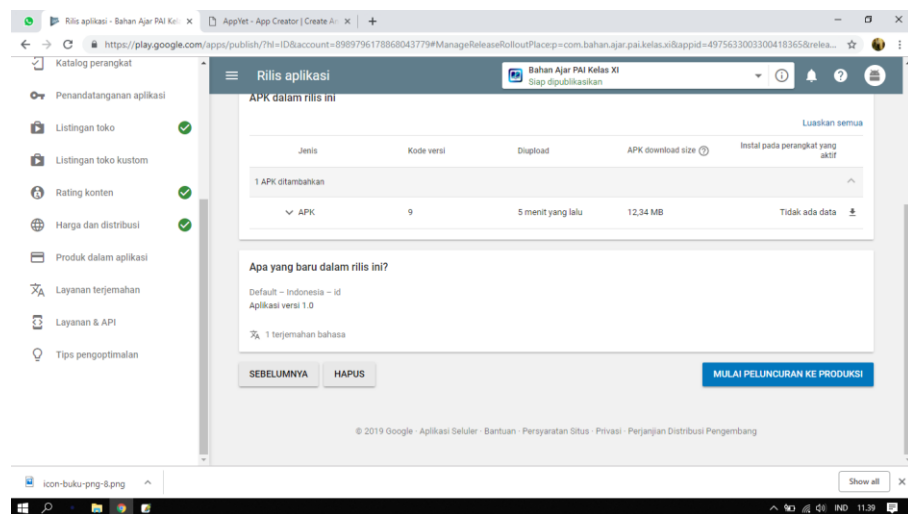 Rilis aplikasi - Bahan Ajar PAI Kel
AppYet - App Creator | Create An
https://play.google.com/apps/publish/?hl=ID&account=8989796178868043779#ManageReleaseRolloutPlace:p=com.bahan.ajar.pai.kelas.xi&appid=4975633003300418365&relea...
Katalog perangkat
Penandatanganan aplikasi
Listingan toko
Listingan toko kustom
Rating konten
Harga dan distribusi
Produk dalam aplikasi
Layanan terjemahan
Layanan & API
Tips pengoptimalan
Rilis aplikasi
Bahan Ajar PAI Kelas XI
Siap dipublikasikan
APK dalam rilis ini
Luaskan semua
Jenis Kode versi Diupload APK download size Instal pada perangkat yang
aktif
1 APK ditambahkan
APK 9 5 menit yang lalu 12,34 MB Tidak ada data
Apa yang baru dalam rilis ini?
Default – Indonesia – id
Aplikasi versi 1.0
1 terjemahan bahasa
SEBELUMNYA HAPUS MULAI PELUNCURAN KE PRODUKSI
© 2019 Google · Aplikasi Seluler · Bantuan · Persyaratan Situs · Privasi · Perjanjian Distribusi Pengembang
icon-buku-png-8.png
Show all
IND 11.39